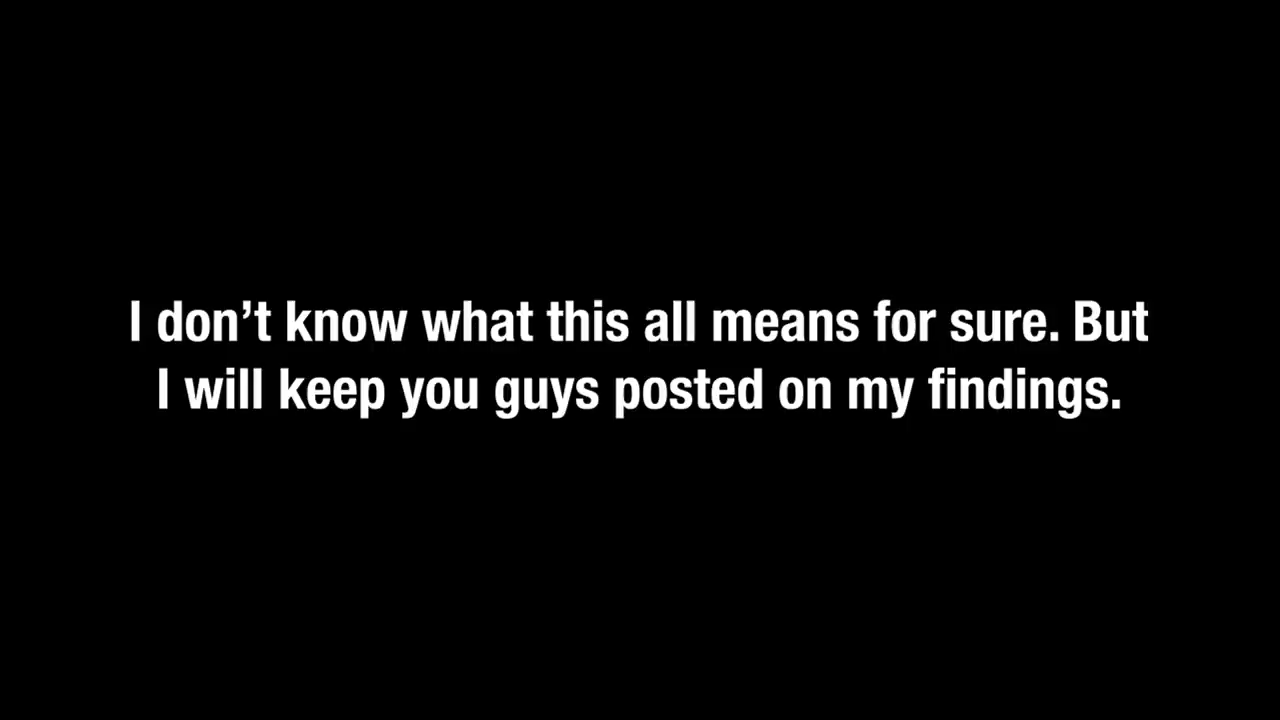 I don’t know what this all means for sure. But
I will keep you guys posted on my findings.